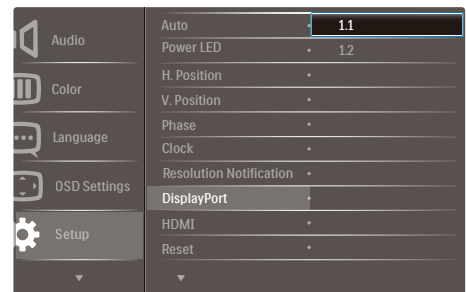 Audio
Color
Language
OSD Settings
Setup
Auto
Power LED
H. Position
V. Position
Phase
Clock
Resolution Notification
DisplayPort
HDMI
Reset
1.1
1.2